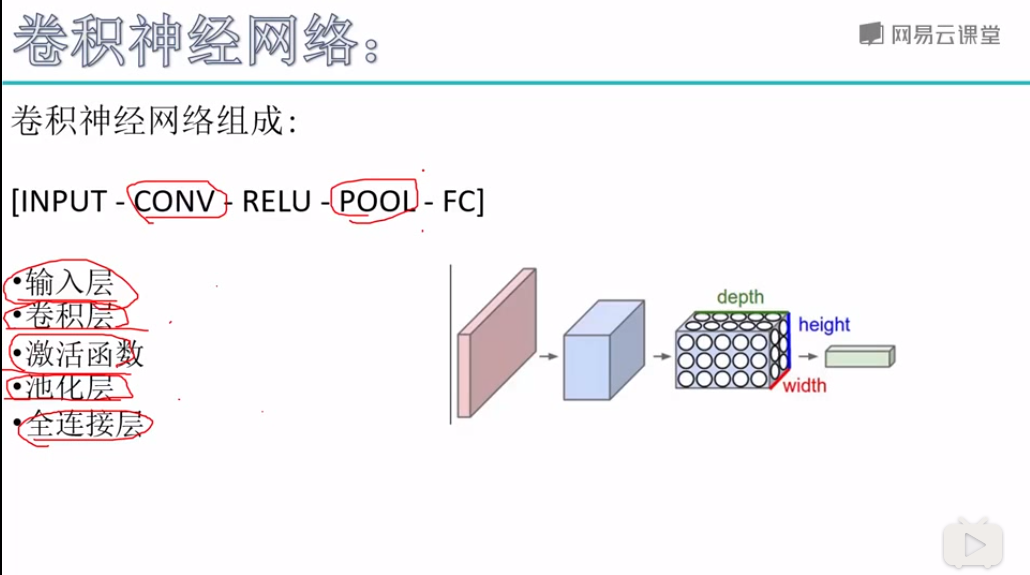 卷积神经网络:
网易云课堂
卷积神经网络组成:
[INPUT - CONV - RELU - POOL - FC]
•输入层
•卷积层
•激活函数
•池化层
•全连接层
depth
height
width